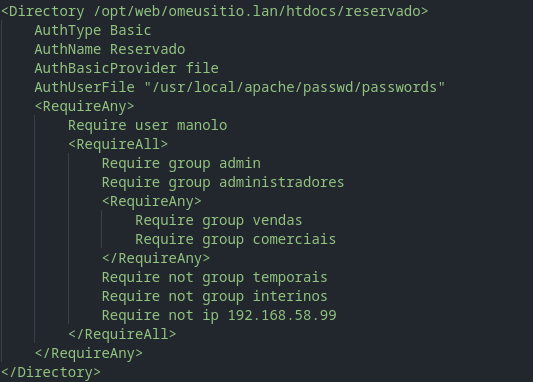 <Directory /opt/web/omeusitio.lan/htdocs/reservado>
    AuthType Basic
    AuthName Reservado
    AuthBasicProvider file
    AuthUserFile "/usr/local/apache/passwd/passwords"
    <RequireAny>
        Require user manolo
        <RequireAll>
            Require group admin
            Require group administradores
            <RequireAny>
                Require group vendas
                Require group comerciais
            </RequireAny>
            Require not group temporais
            Require not group interinos
            Require not ip 192.168.58.99
        </RequireAll>
    </RequireAny>
</Directory>